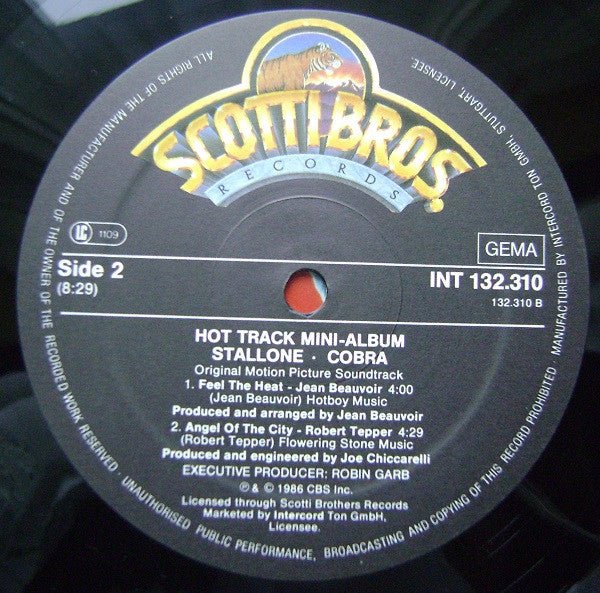 SCOTTI BROS.
RECORDS
LC 1109
GEMA
Side 2
(8:29)
INT 132.310
132.310 B
HOT TRACK MINI-ALBUM
STALLONE · COBRA
Original Motion Picture Soundtrack
1. Feel The Heat - Jean Beauvoir 4:00
(Jean Beauvoir) Hotboy Music
Produced and arranged by Jean Beauvoir
2. Angel Of The City - Robert Tepper 4:29
(Robert Tepper) Flowering Stone Music
Produced and engineered by Joe Chiccarelli
EXECUTIVE PRODUCER: ROBIN GARB
℗ & © 1986 CBS Inc.
Licensed through Scotti Brothers Records
Marketed by Intercord Ton GmbH,
Licensee.
ALL RIGHTS OF THE MANUFACTURER AND OF THE OWNER OF THE RECORDED WORK RESERVED. UNAUTHORISED PUBLIC PERFORMANCE, BROADCASTING AND COPYING OF THIS RECORD PROHIBITED. MANUFACTURED BY INTERCORD TON GMBH, STUTTGART, LICENSEE.